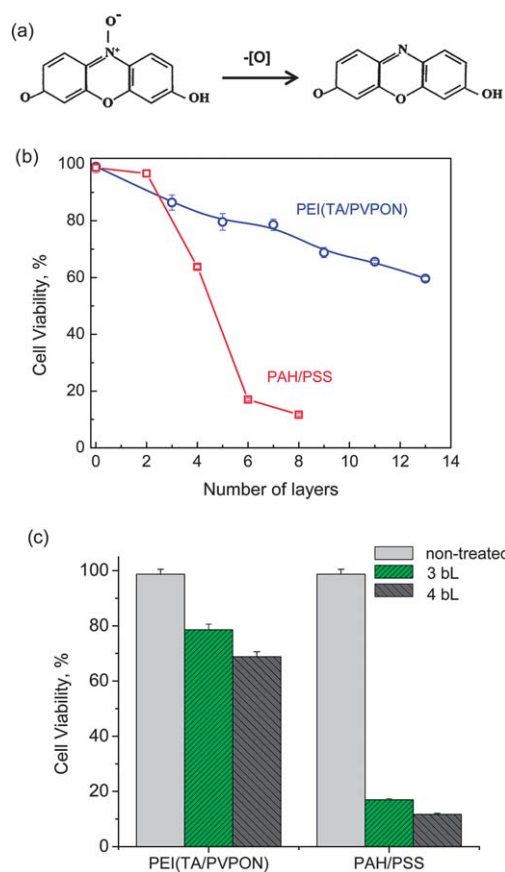 (a)
O⁻
N⁺
O
O
OH
-[O]
N
O
O
OH
(b)
100
80
60
40
20
0
Cell Viability, %
PEI(TA/PVPON)
PAH/PSS
0 2 4 6 8 10 12 14
Number of layers
(c)
non-treated
3 bL
4 bL
100
80
60
40
20
0
Cell Viability, %
PEI(TA/PVPON) PAH/PSS